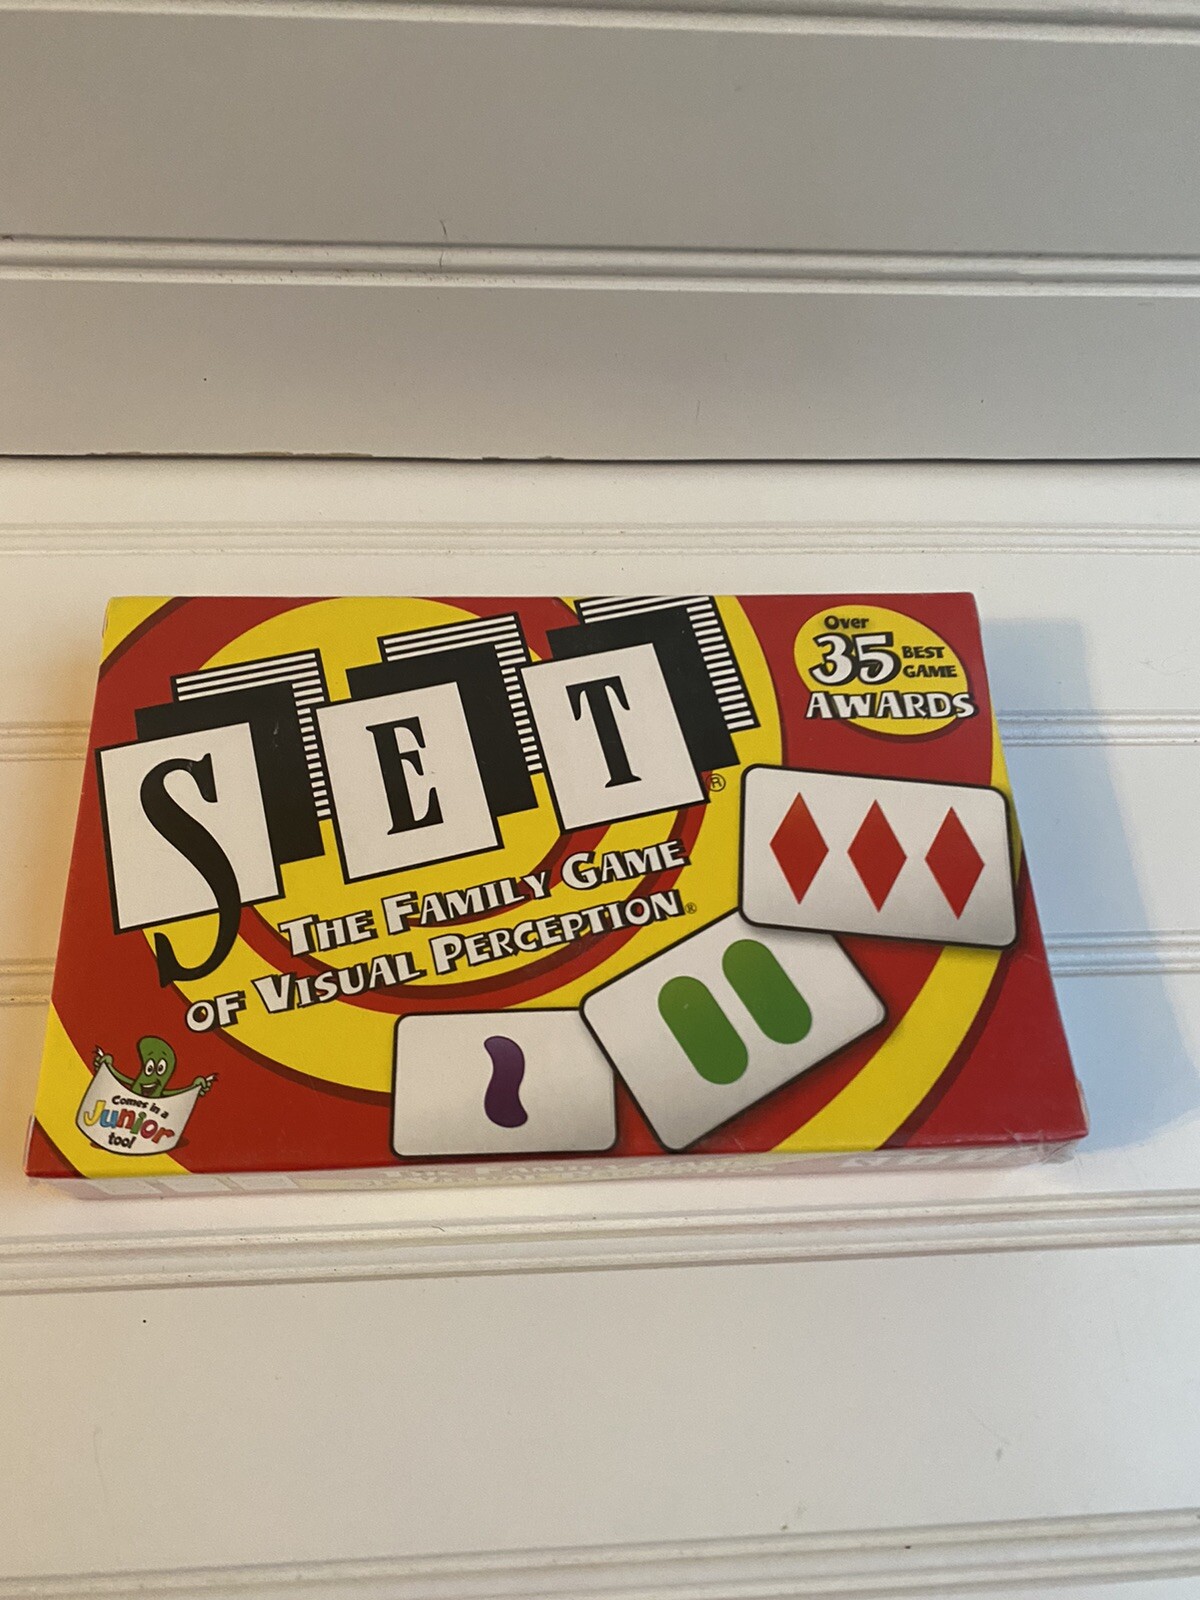 SET®
THE FAMILY GAME
OF VISUAL PERCEPTION®
Over
35 BEST
GAME
AWARDS
Comes in a
Junior
too!